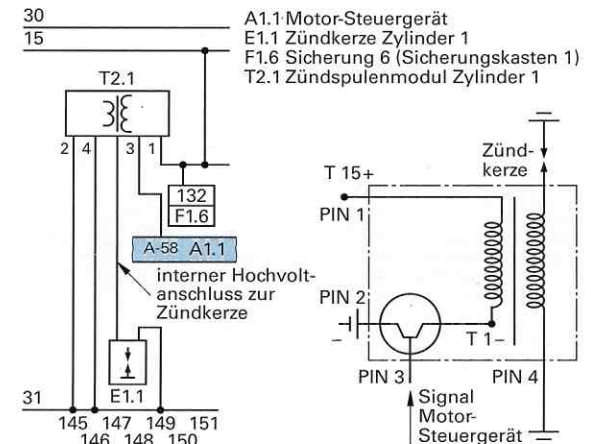 30
15
A1.1 Motor-Steuergerät
E1.1 Zündkerze Zylinder 1
F1.6 Sicherung 6 (Sicherungskasten 1)
T2.1 Zündspulenmodul Zylinder 1
T2.1
2 4 3 1
132
F1.6
A-58 A1.1
interner Hochvolt-
anschluss zur
Zündkerze
E1.1
31
145 147 149 151
146 148 150
Zünd-
kerze
T 15+
PIN 1
PIN 2
–
T 1–
PIN 3
PIN 4
Signal
Motor-
Steuergerät